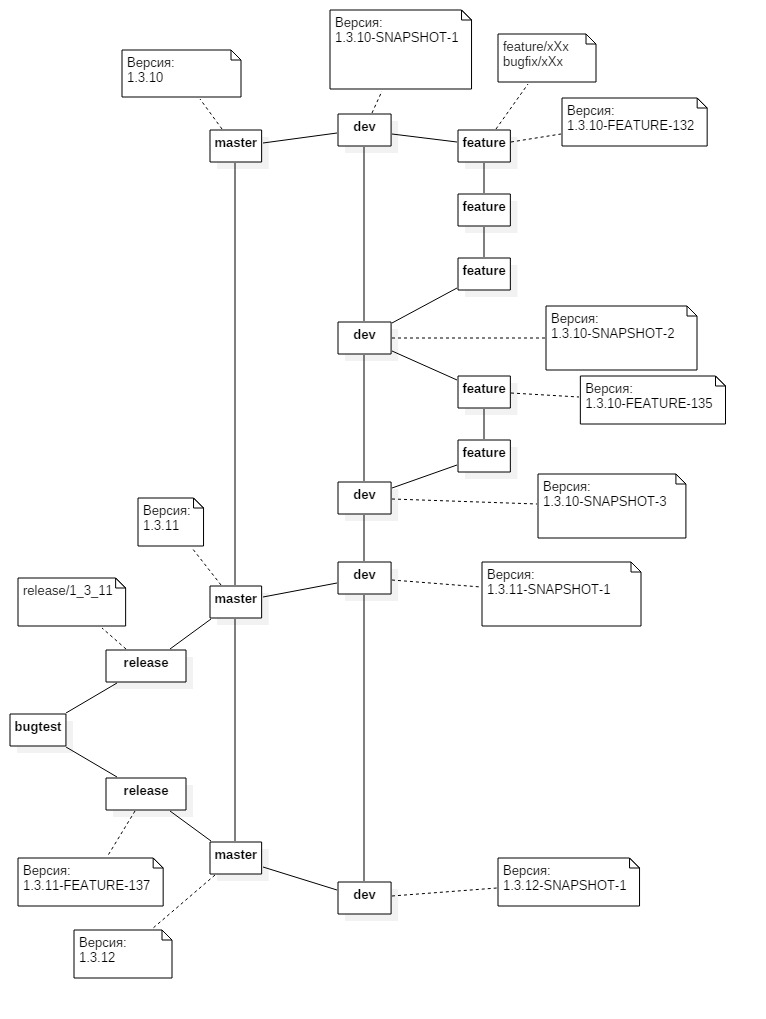 Версия:
1.3.10-SNAPSHOT-1
feature/xXx
bugfix/xXx
Версия:
1.3.10
Версия:
1.3.10-FEATURE-132
dev
master
feature
feature
feature
Версия:
1.3.10-SNAPSHOT-2
dev
feature
Версия:
1.3.10-FEATURE-135
feature
Версия:
1.3.10-SNAPSHOT-3
dev
Версия:
1.3.11
dev
Версия:
1.3.11-SNAPSHOT-1
release/1_3_11
master
release
bugtest
release
master
Версия:
1.3.11-FEATURE-137
dev
Версия:
1.3.12-SNAPSHOT-1
Версия:
1.3.12